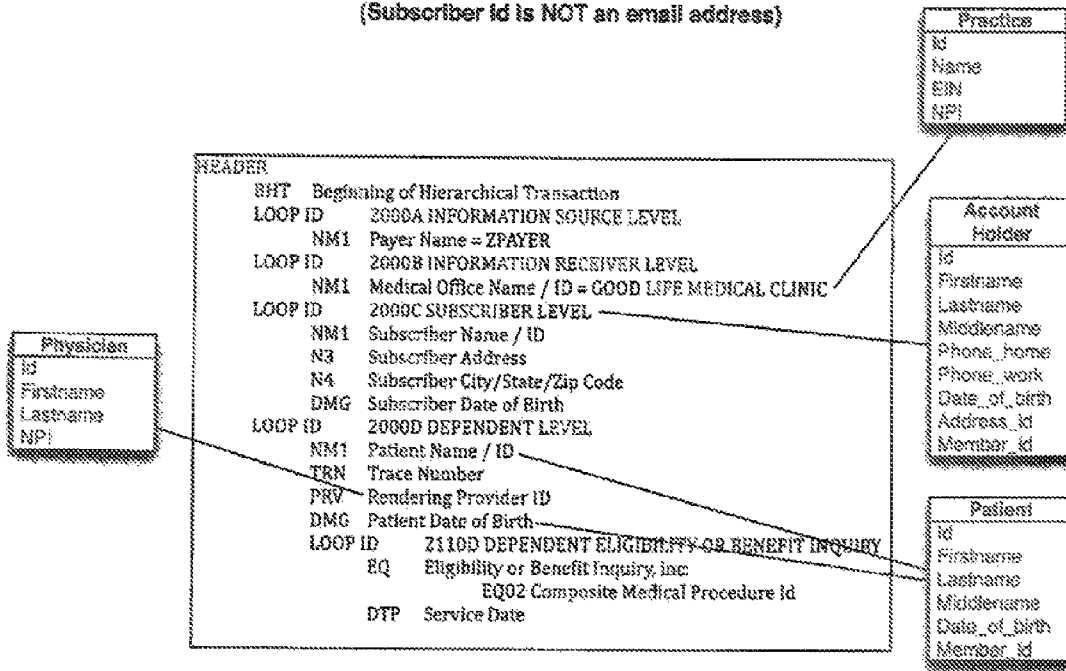 (Subscriber id is NOT an email address)
Practice
Id
Name
EIN
NPI
HEADER
BHT Beginning of Hierarchical Transaction
LOOP ID 2000A INFORMATION SOURCE LEVEL
NM1 Payer Name = ZPAYER
LOOP ID 2000B INFORMATION RECEIVER LEVEL
NM1 Medical Office Name / ID = GOOD LIFE MEDICAL CLINIC
LOOP ID 2000C SUBSCRIBER LEVEL
NM1 Subscriber Name / ID
N3 Subscriber Address
N4 Subscriber City/State/Zip Code
DMG Subscriber Date of Birth
LOOP ID 2000D DEPENDENT LEVEL
NM1 Patient Name / ID
TRN Trace Number
PRV Rendering Provider ID
DMG Patient Date of Birth
LOOP ID 2110D DEPENDENT ELIGIBILITY OR BENEFIT INQUIRY
EQ Eligibility or Benefit Inquiry, inc:
EQ02 Composite Medical Procedure Id
DTP Service Date
Account
Holder
Id
Firstname
Lastname
Middlename
Phone_home
Phone_work
Date_of_birth
Address_id
Member_id
Physician
Id
Firstname
Lastname
NPI
Patient
Id
Firstname
Lastname
Middlename
Date_of_birth
Member_id